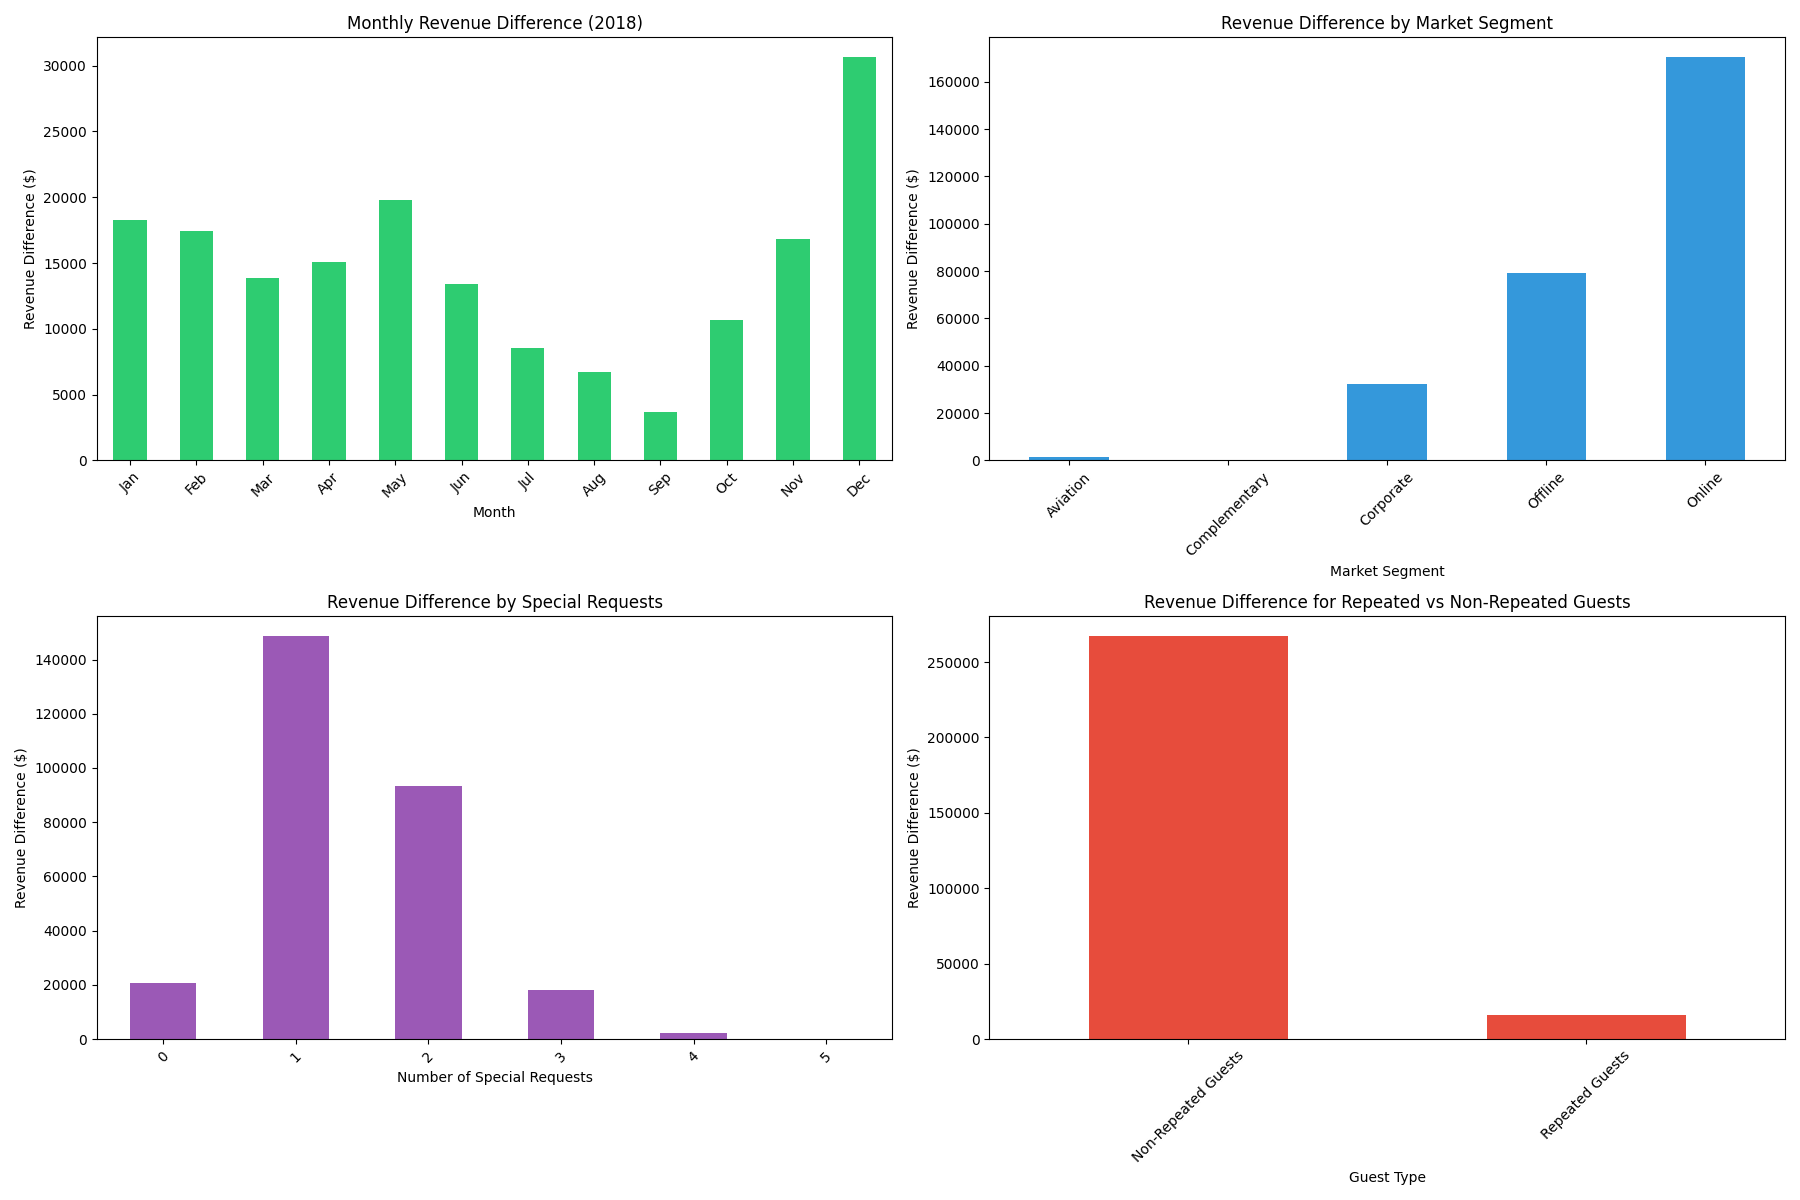 Monthly Revenue Difference (2018)
Revenue Difference ($)
30000
25000
20000
15000
10000
5000
0
Jan
Feb
Mar
Apr
May
Jun
Jul
Aug
Sep
Oct
Nov
Dec
Month
Revenue Difference by Market Segment
Revenue Difference ($)
160000
140000
120000
100000
80000
60000
40000
20000
0
Aviation
Complementary
Corporate
Offline
Online
Market Segment
Revenue Difference by Special Requests
Revenue Difference ($)
140000
120000
100000
80000
60000
40000
20000
0
0
1
2
3
4
5
Number of Special Requests
Revenue Difference for Repeated vs Non-Repeated Guests
Revenue Difference ($)
250000
200000
150000
100000
50000
0
Non-Repeated Guests
Repeated Guests
Guest Type